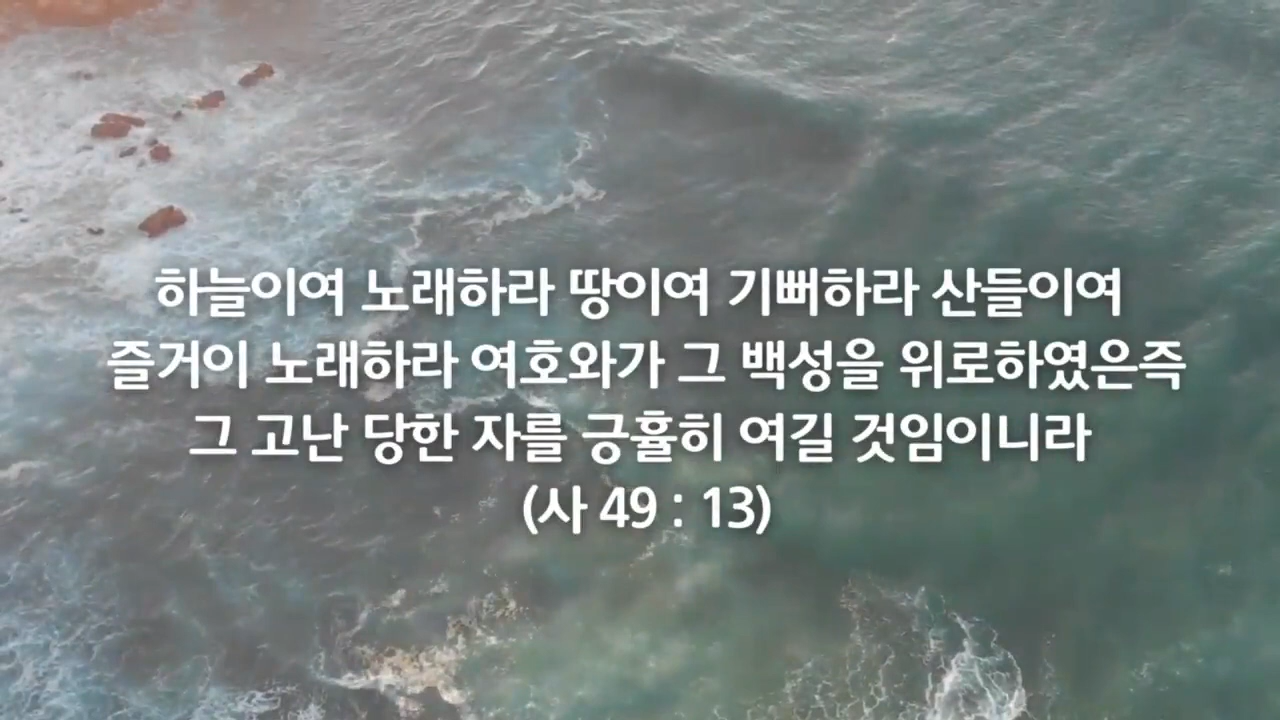 하늘이여 노래하라 땅이여 기뻐하라 산들이여
즐거이 노래하라 여호와가 그 백성을 위로하였은즉
그 고난 당한 자를 긍휼히 여길 것임이니라
(사 49 : 13)